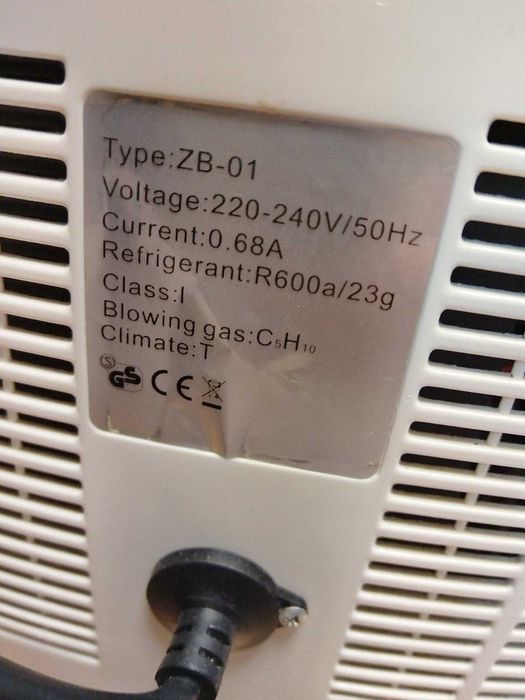 Type:ZB-01
Voltage:220-240V/50Hz
Current:0.68A
Refrigerant:R600a/23g
Class:I
Blowing gas:C₅H₁₀
Climate:T
S GS CE